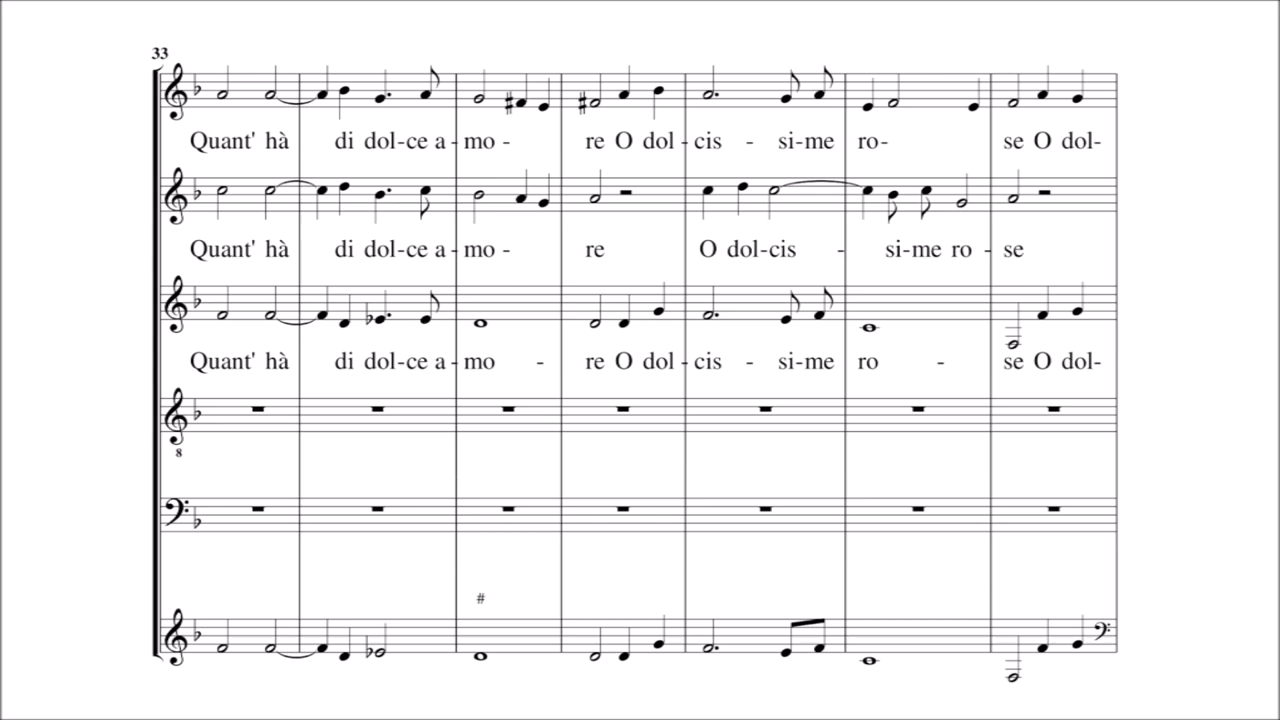 33
Quant' hà di dol-ce a-mo- re O dol-cis - si-me ro- se O dol-
Quant' hà di dol-ce a-mo- re O dol-cis - si-me ro - se
Quant' hà di dol-ce a-mo - re O dol-cis - si-me ro - se O dol-
8
#